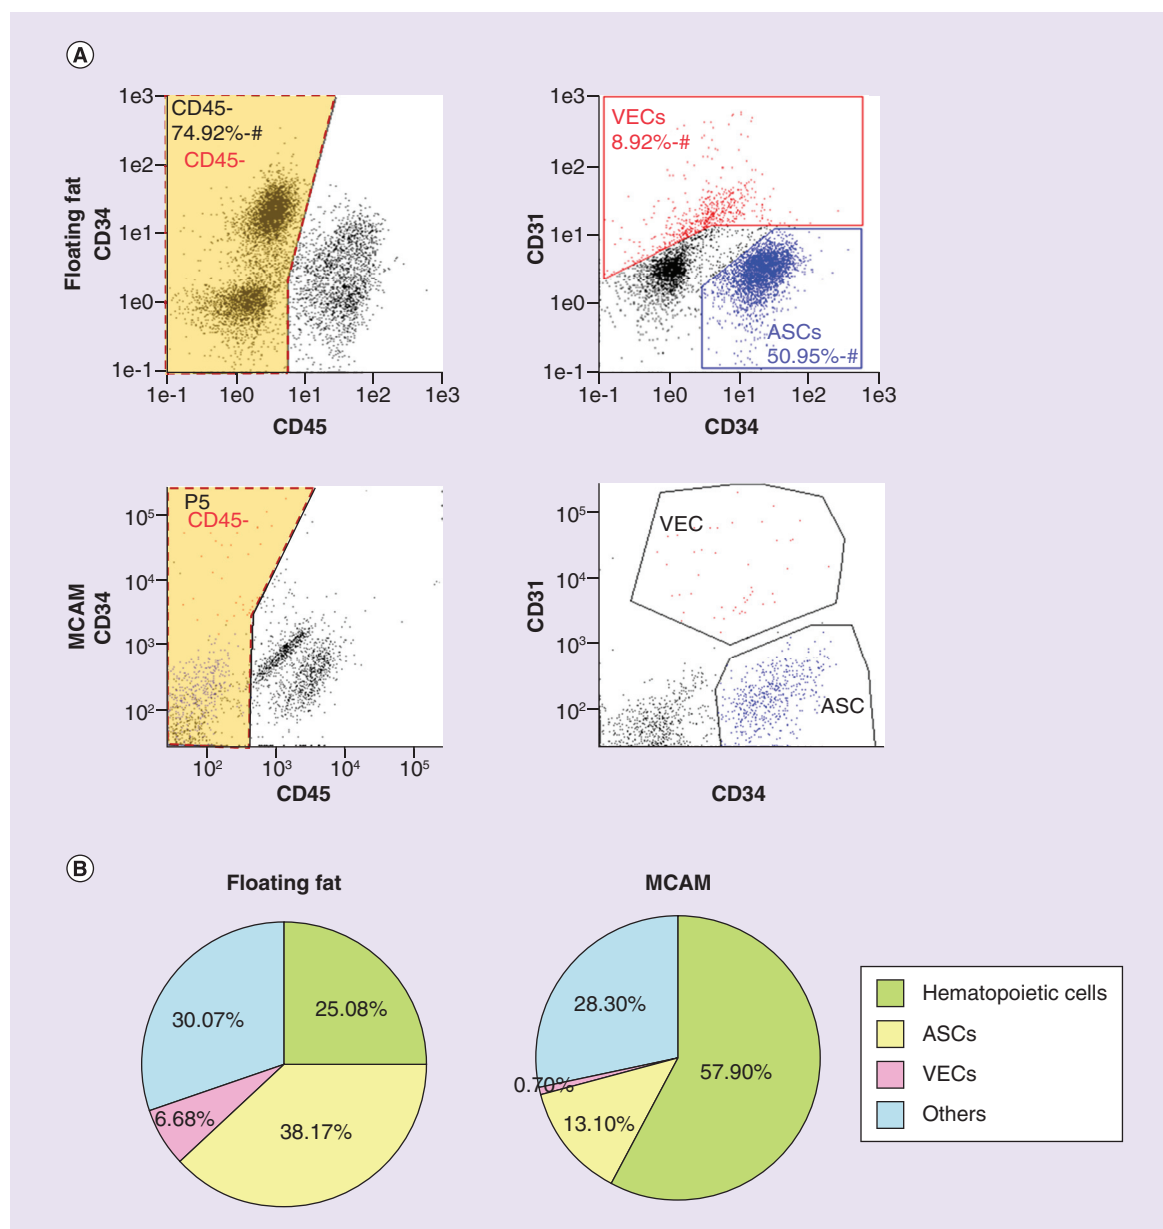 A
Floating fat
CD34
1e3
1e2
1e1
1e0
1e-1
CD45-
74.92%-#
CD45-
1e-1 1e0 1e1 1e2 1e3
CD45
CD31
1e3
1e2
1e1
1e0
1e-1
VECs
8.92%-#
ASCs
50.95%-#
1e-1 1e0 1e1 1e2 1e3
CD34
MCAM
CD34
10⁵
10⁴
10³
10²
P5
CD45-
10² 10³ 10⁴ 10⁵
CD45
CD31
10⁵
10⁴
10³
10²
VEC
ASC
CD34
B
Floating fat
30.07%
25.08%
6.68%
38.17%
MCAM
28.30%
57.90%
0.70%
13.10%
Hematopoietic cells
ASCs
VECs
Others